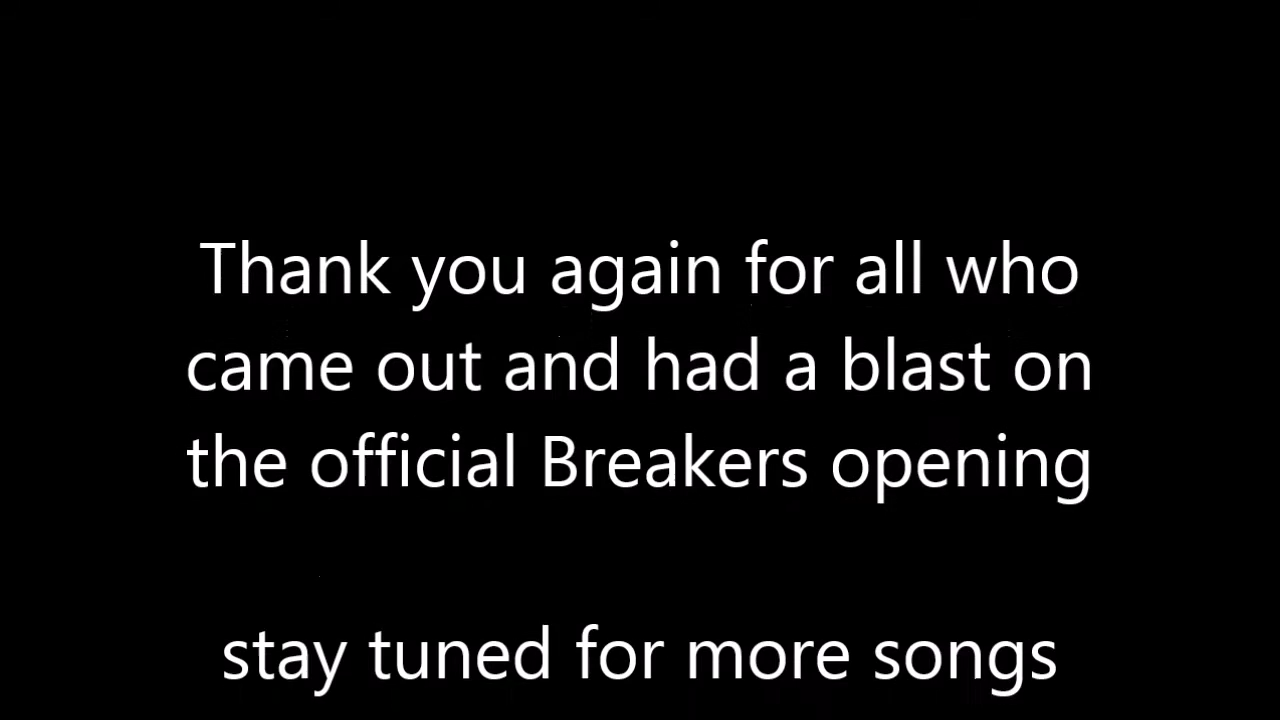 Thank you again for all who
came out and had a blast on
the official Breakers opening
stay tuned for more songs